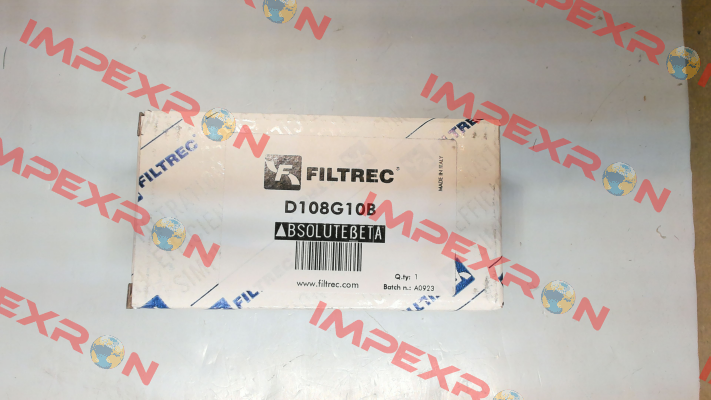 IMPEXRON
IMPEXRON
IMPEXRON
IMPEXRON
IMPEXRON
IMPEXRON
IMPEXRON
IMPEXRON
FILTREC
FILTREC®
MADE IN ITALY
D108G10B
ABSOLUTEBETA
Q.ty: 1
www.filtrec.com
Batch n.: A0923
FIL